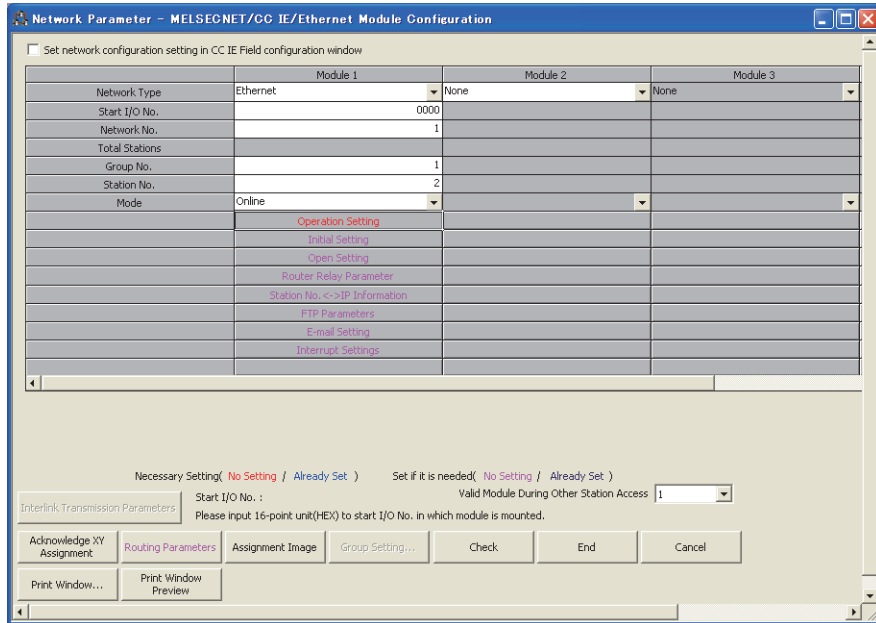 Network Parameter - MELSECNET/CC IE/Ethernet Module Configuration
Set network configuration setting in CC IE Field configuration window
Module 1 Module 2 Module 3
Network Type Ethernet None None
Start I/O No. 0000
Network No. 1
Total Stations
Group No. 1
Station No. 2
Mode Online
Operation Setting
Initial Setting
Open Setting
Router Relay Parameter
Station No. <->IP Information
FTP Parameters
E-mail Setting
Interrupt Settings
Necessary Setting( No Setting / Already Set ) Set if it is needed( No Setting / Already Set )
Interlink Transmission Parameters
Start I/O No. :
Valid Module During Other Station Access 1
Please input 16-point unit(HEX) to start I/O No. in which module is mounted.
Acknowledge XY
Assignment
Routing Parameters Assignment Image Group Setting... Check End Cancel
Print Window...
Print Window
Preview